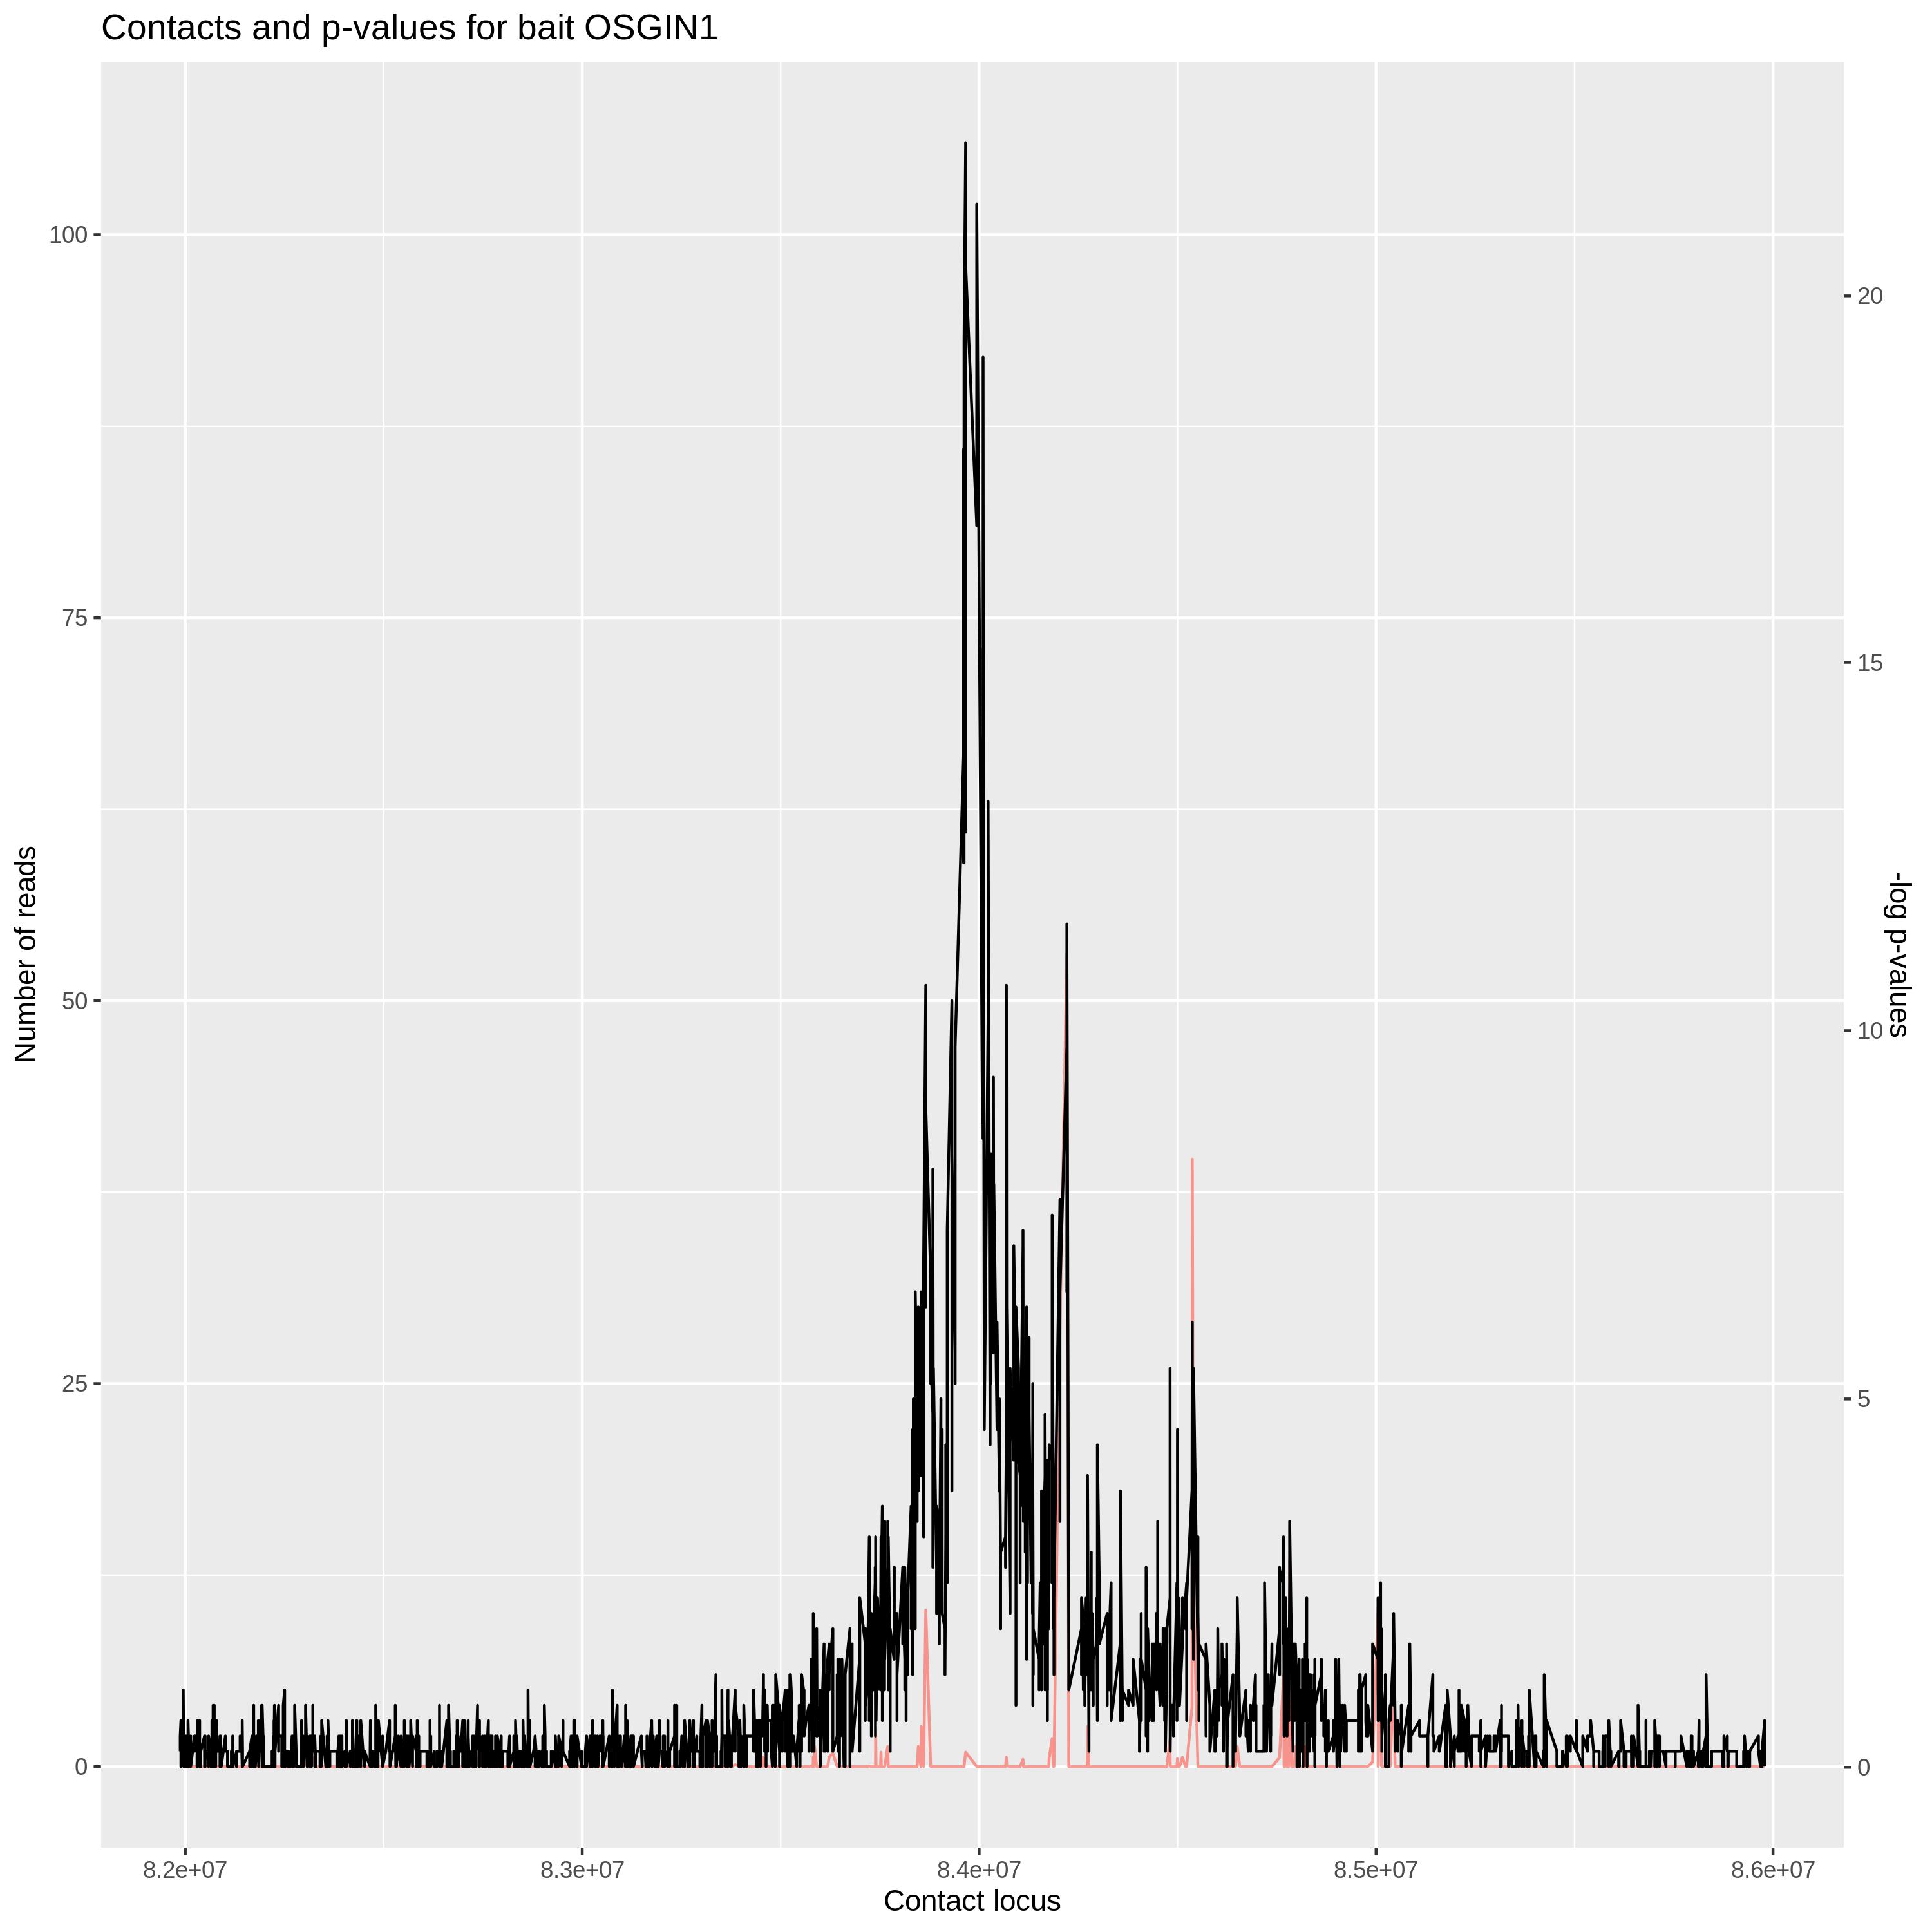 Contacts and p-values for bait OSGIN1
100
75
50
25
0
Number of reads
20
15
10
5
0
-log p-values
8.2e+07
8.3e+07
8.4e+07
8.5e+07
8.6e+07
Contact locus